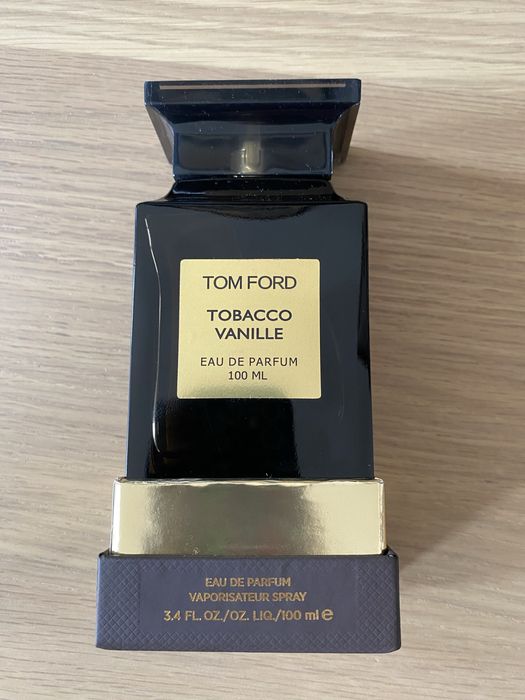 TOM FORD
TOBACCO
VANILLE
EAU DE PARFUM
100 ML
EAU DE PARFUM
VAPORISATEUR SPRAY
3.4 FL. OZ./OZ. LIQ./100 ml ℮